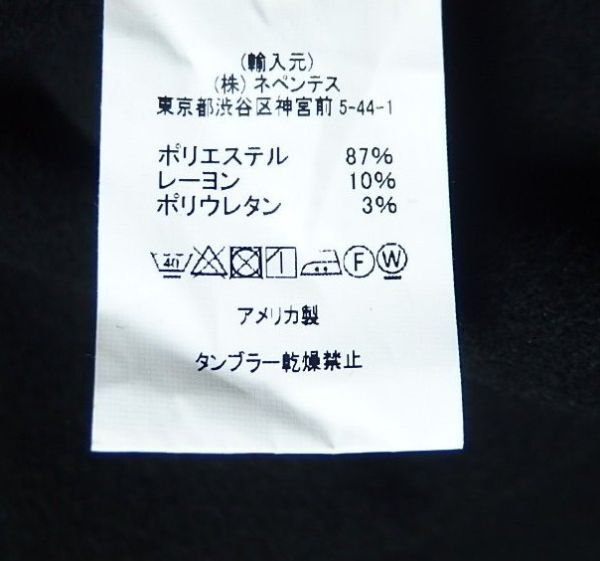 (輸入元)
(株) ネペンテス
東京都渋谷区神宮前 5-44-1
ポリエステル 87%
レーヨン 10%
ポリウレタン 3%
40 F W
アメリカ製
タンブラー乾燥禁止